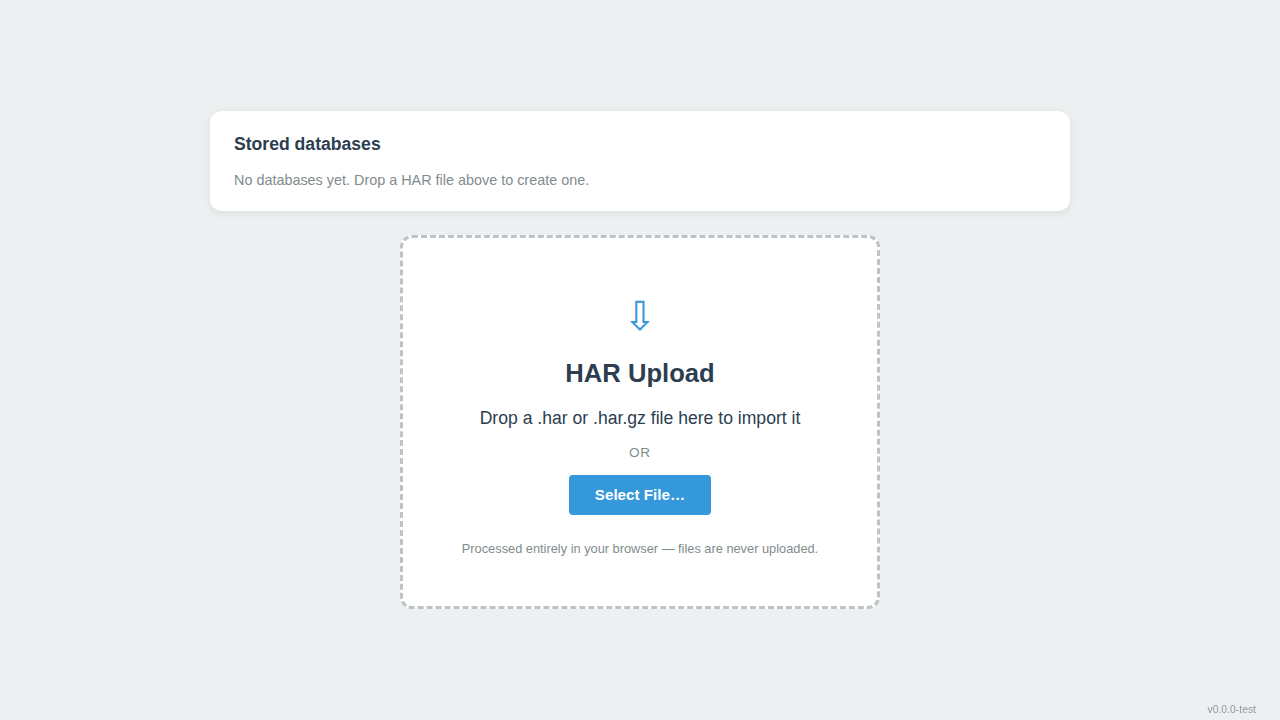 Stored databases
No databases yet. Drop a HAR file above to create one.
HAR Upload
Drop a .har or .har.gz file here to import it
OR
Select File…
Processed entirely in your browser — files are never uploaded.
v0.0.0-test